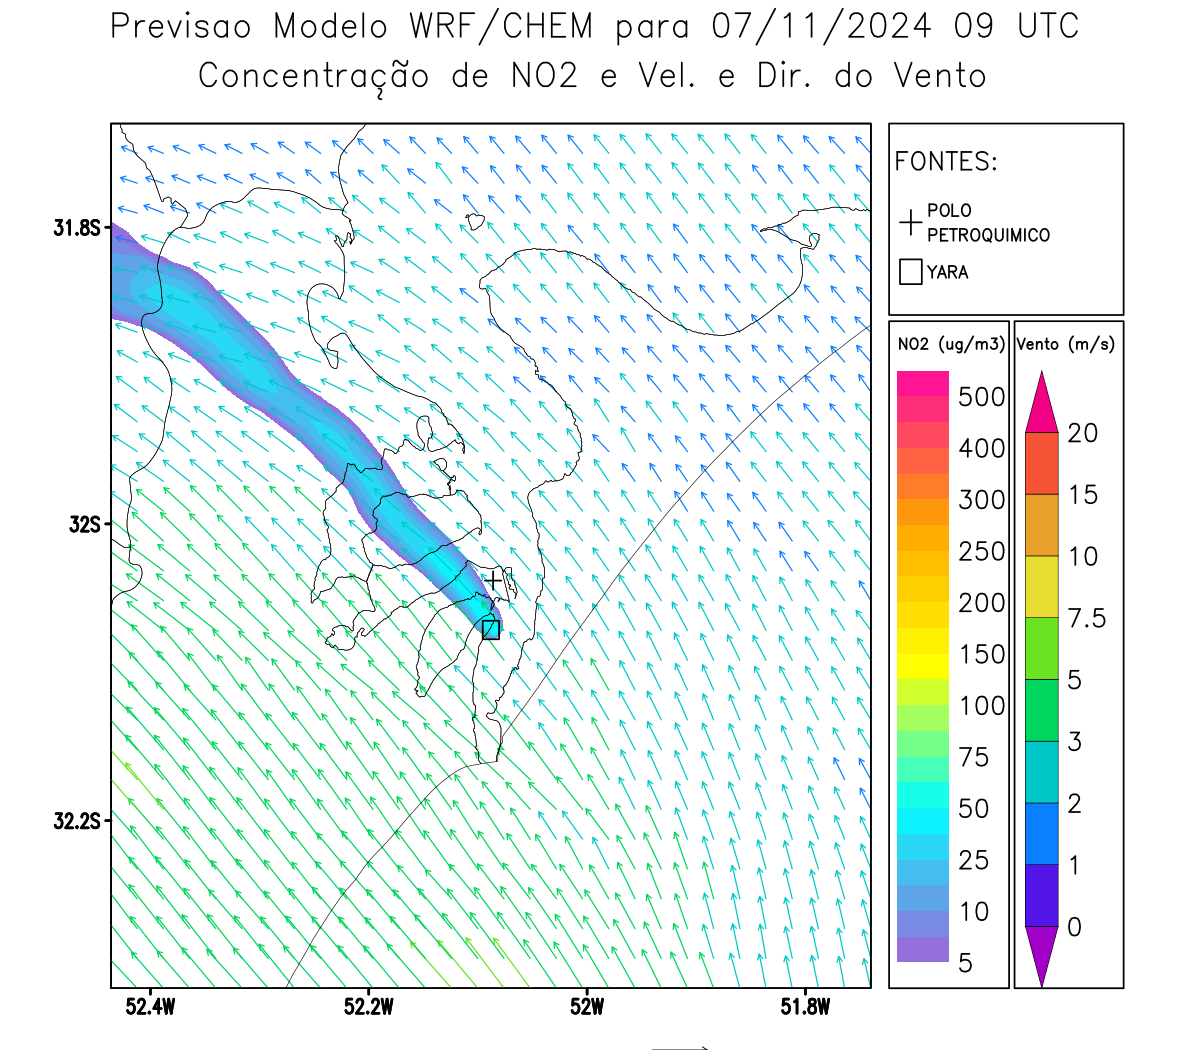 Previsao Modelo WRF/CHEM para 07/11/2024 09 UTC
Concentração de NO2 e Vel. e Dir. do Vento
FONTES:
POLO
PETROQUIMICO
YARA
NO2 (ug/m3)
500
400
300
250
200
150
100
75
50
25
10
5
Vento (m/s)
20
15
10
7.5
5
3
2
1
0
31.8S
32S
32.2S
52.4W
52.2W
52W
51.8W